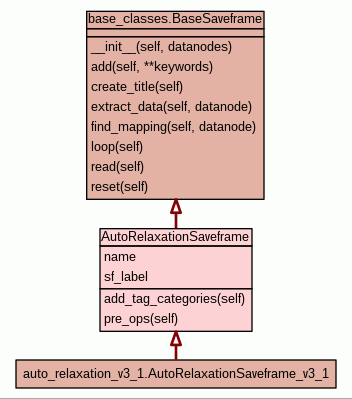 base_classes.BaseSaveframe
__init__(self, datanodes)
add(self, **keywords)
create_title(self)
extract_data(self, datanode)
find_mapping(self, datanode)
loop(self)
read(self)
reset(self)
AutoRelaxationSaveframe
name
sf_label
add_tag_categories(self)
pre_ops(self)
auto_relaxation_v3_1.AutoRelaxationSaveframe_v3_1